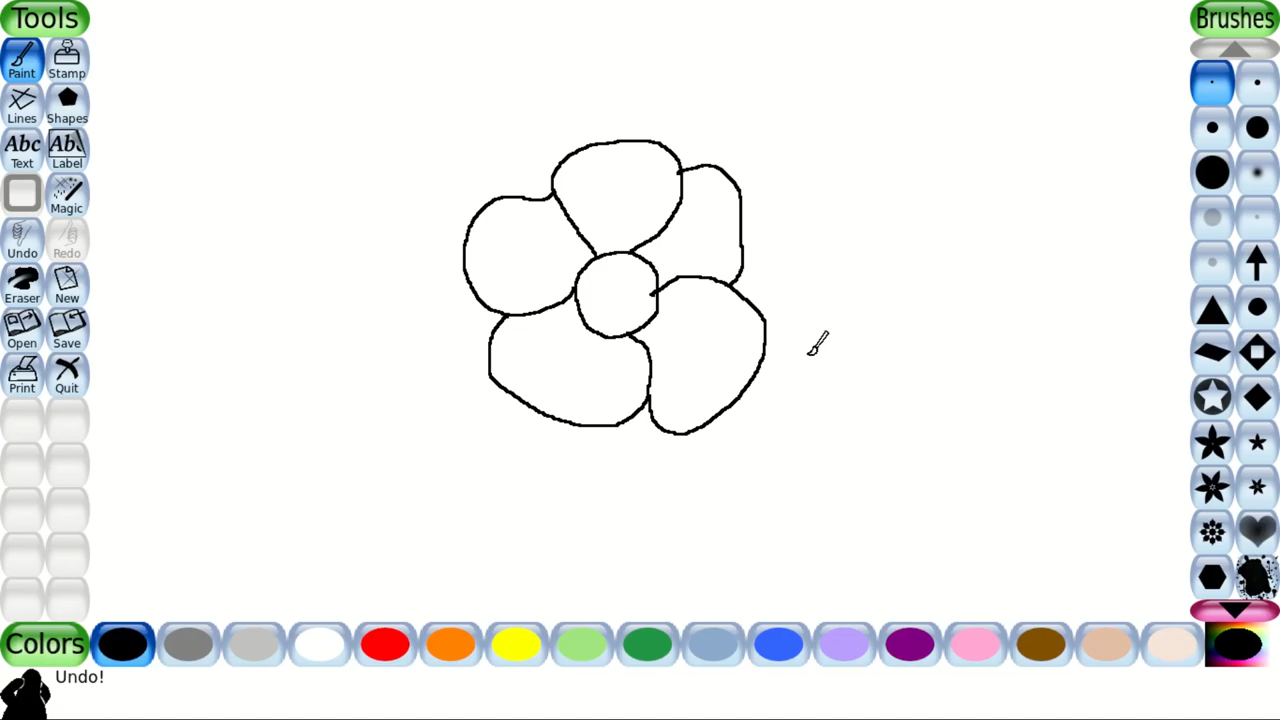 Tools
Brushes
Paint
Stamp
Lines
Shapes
Abc
Abc
Text
Label
Magic
Undo
Redo
Eraser
New
Open
Save
Print
Quit
Colors
Undo!